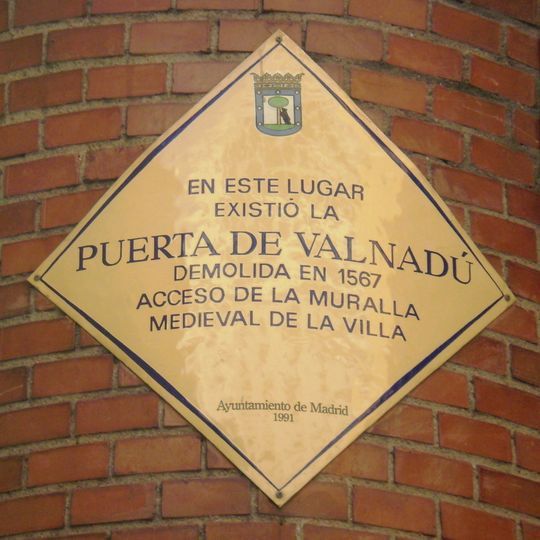 EN ESTE LUGAR
EXISTIÓ LA
PUERTA DE VALNADÚ
DEMOLIDA EN 1567
ACCESO DE LA MURALLA
MEDIEVAL DE LA VILLA
Ayuntamiento de Madrid
1991